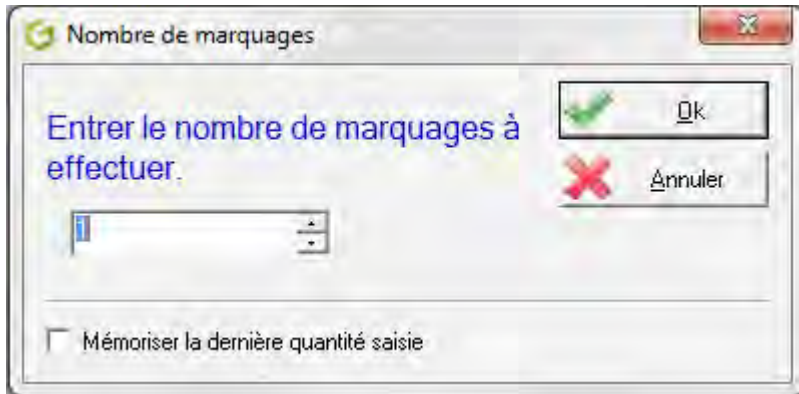 Nombre de marquages
Entrer le nombre de marquages à
effectuer.
Ok
Annuler
1
Mémoriser la dernière quantité saisie